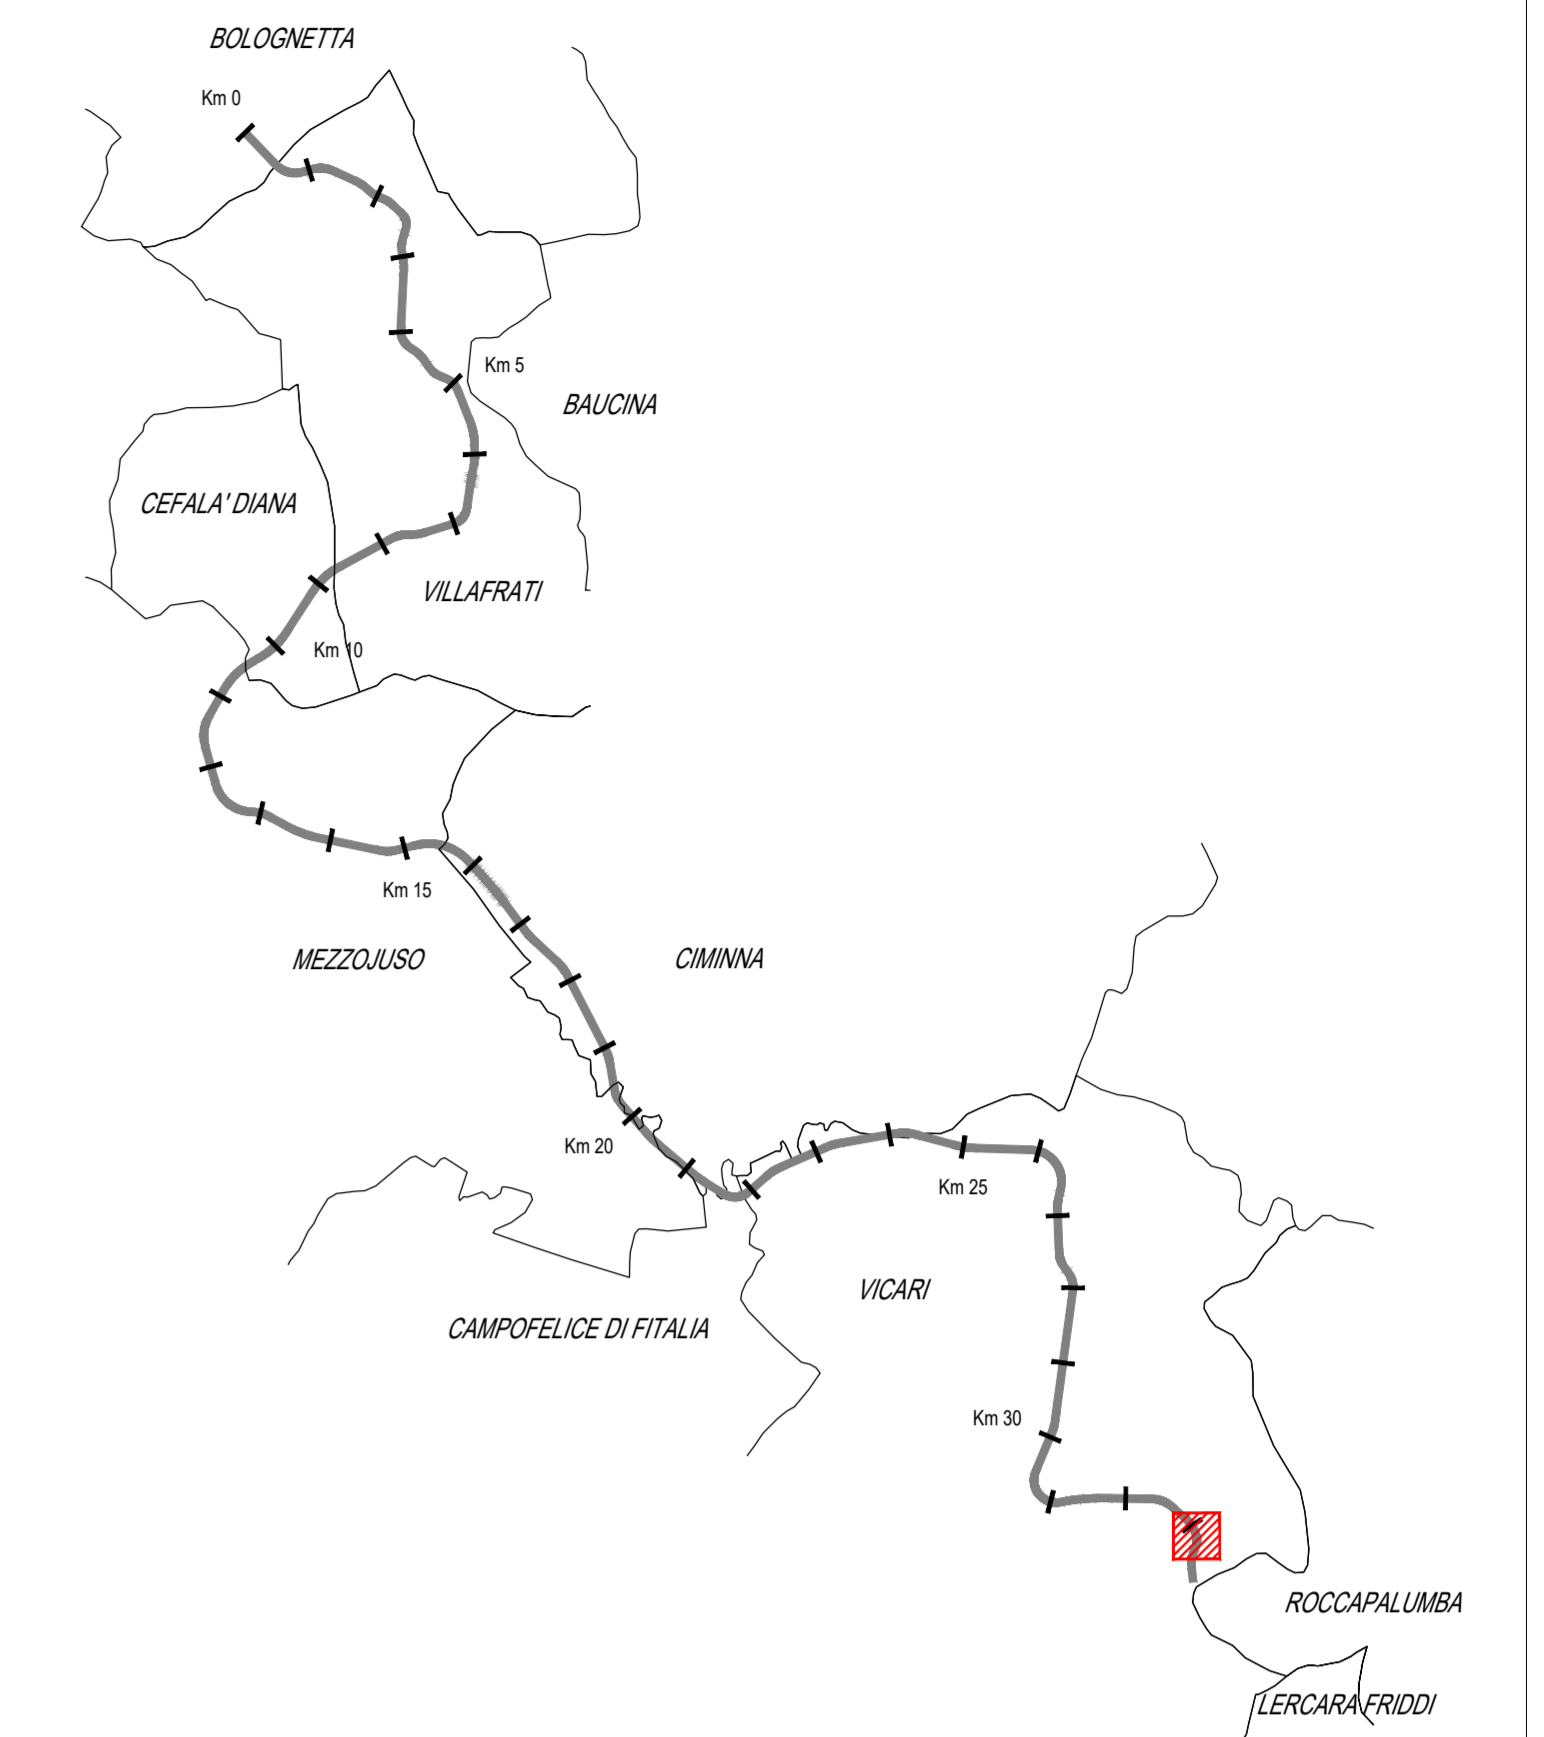 BOLOGNETTA
Km 0
Km 5
BAUCINA
CEFALA' DIANA
VILLAFRATI
Km 10
Km 15
MEZZOJUSO
CIMINNA
Km 20
Km 25
VICARI
CAMPOFELICE DI FITALIA
Km 30
ROCCAPALUMBA
LERCARA FRIDDI